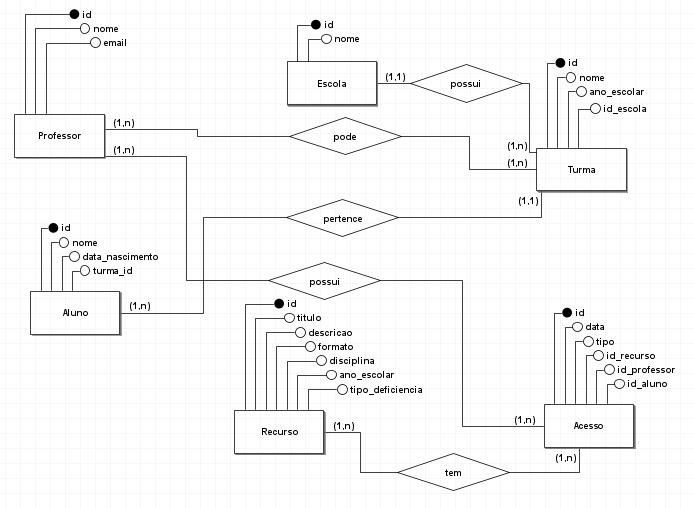 id
nome
email
Professor
(1,n)
(1,n)
id
nome
Escola
(1,1)
possui
(1,n)
id
nome
ano_escolar
id_escola
Turma
pode
(1,n)
(1,1)
pertence
id
nome
data_nascimento
turma_id
Aluno
(1,n)
possui
id
titulo
descricao
formato
disciplina
ano_escolar
tipo_deficiencia
Recurso
(1,n)
id
data
tipo
id_recurso
id_professor
id_aluno
Acesso
(1,n)
(1,n)
tem